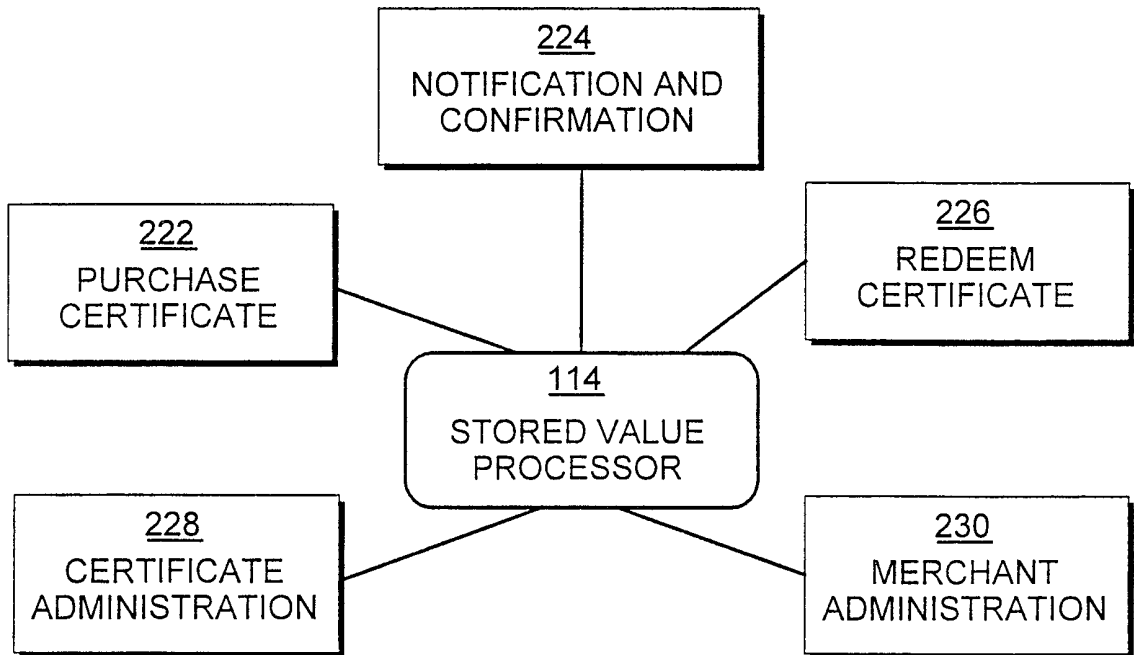 224
NOTIFICATION AND
CONFIRMATION
222
PURCHASE
CERTIFICATE
226
REDEEM
CERTIFICATE
114
STORED VALUE
PROCESSOR
228
CERTIFICATE
ADMINISTRATION
230
MERCHANT
ADMINISTRATION